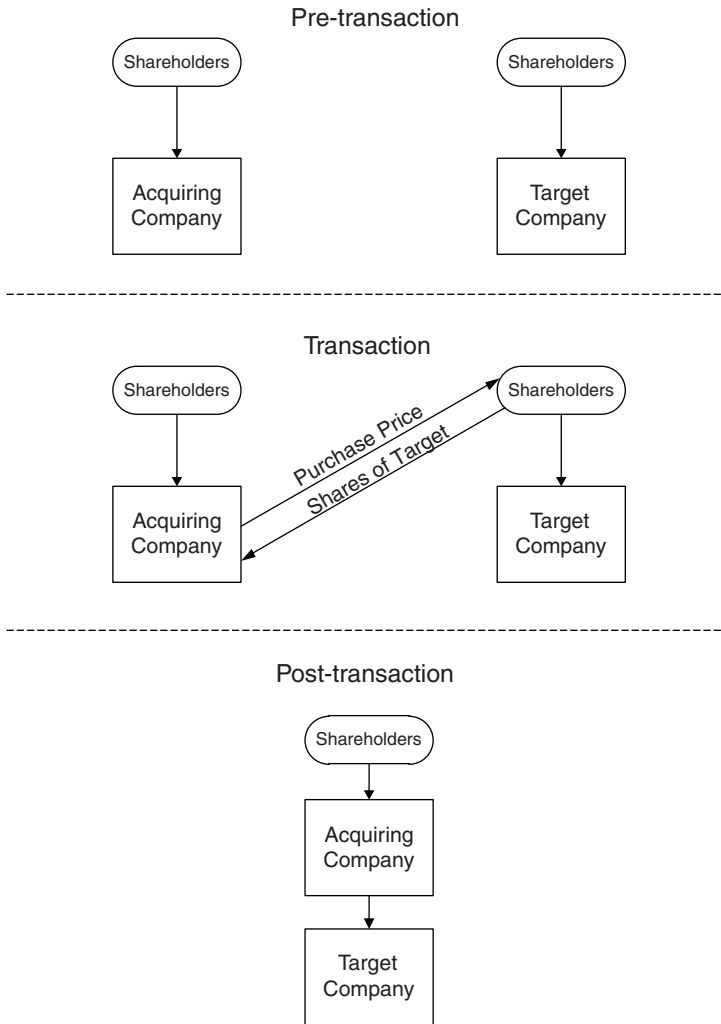 Pre-transaction
Shareholders
Shareholders
Acquiring
Company
Target
Company
Transaction
Shareholders
Shareholders
Purchase Price
Shares of Target
Acquiring
Company
Target
Company
Post-transaction
Shareholders
Acquiring
Company
Target
Company